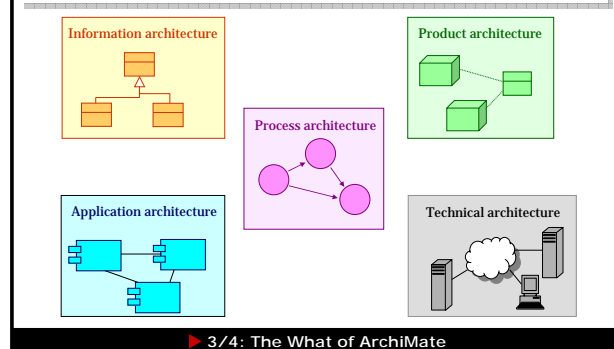 Information architecture
Product architecture
Process architecture
Application architecture
Technical architecture
3/4: The What of ArchiMate